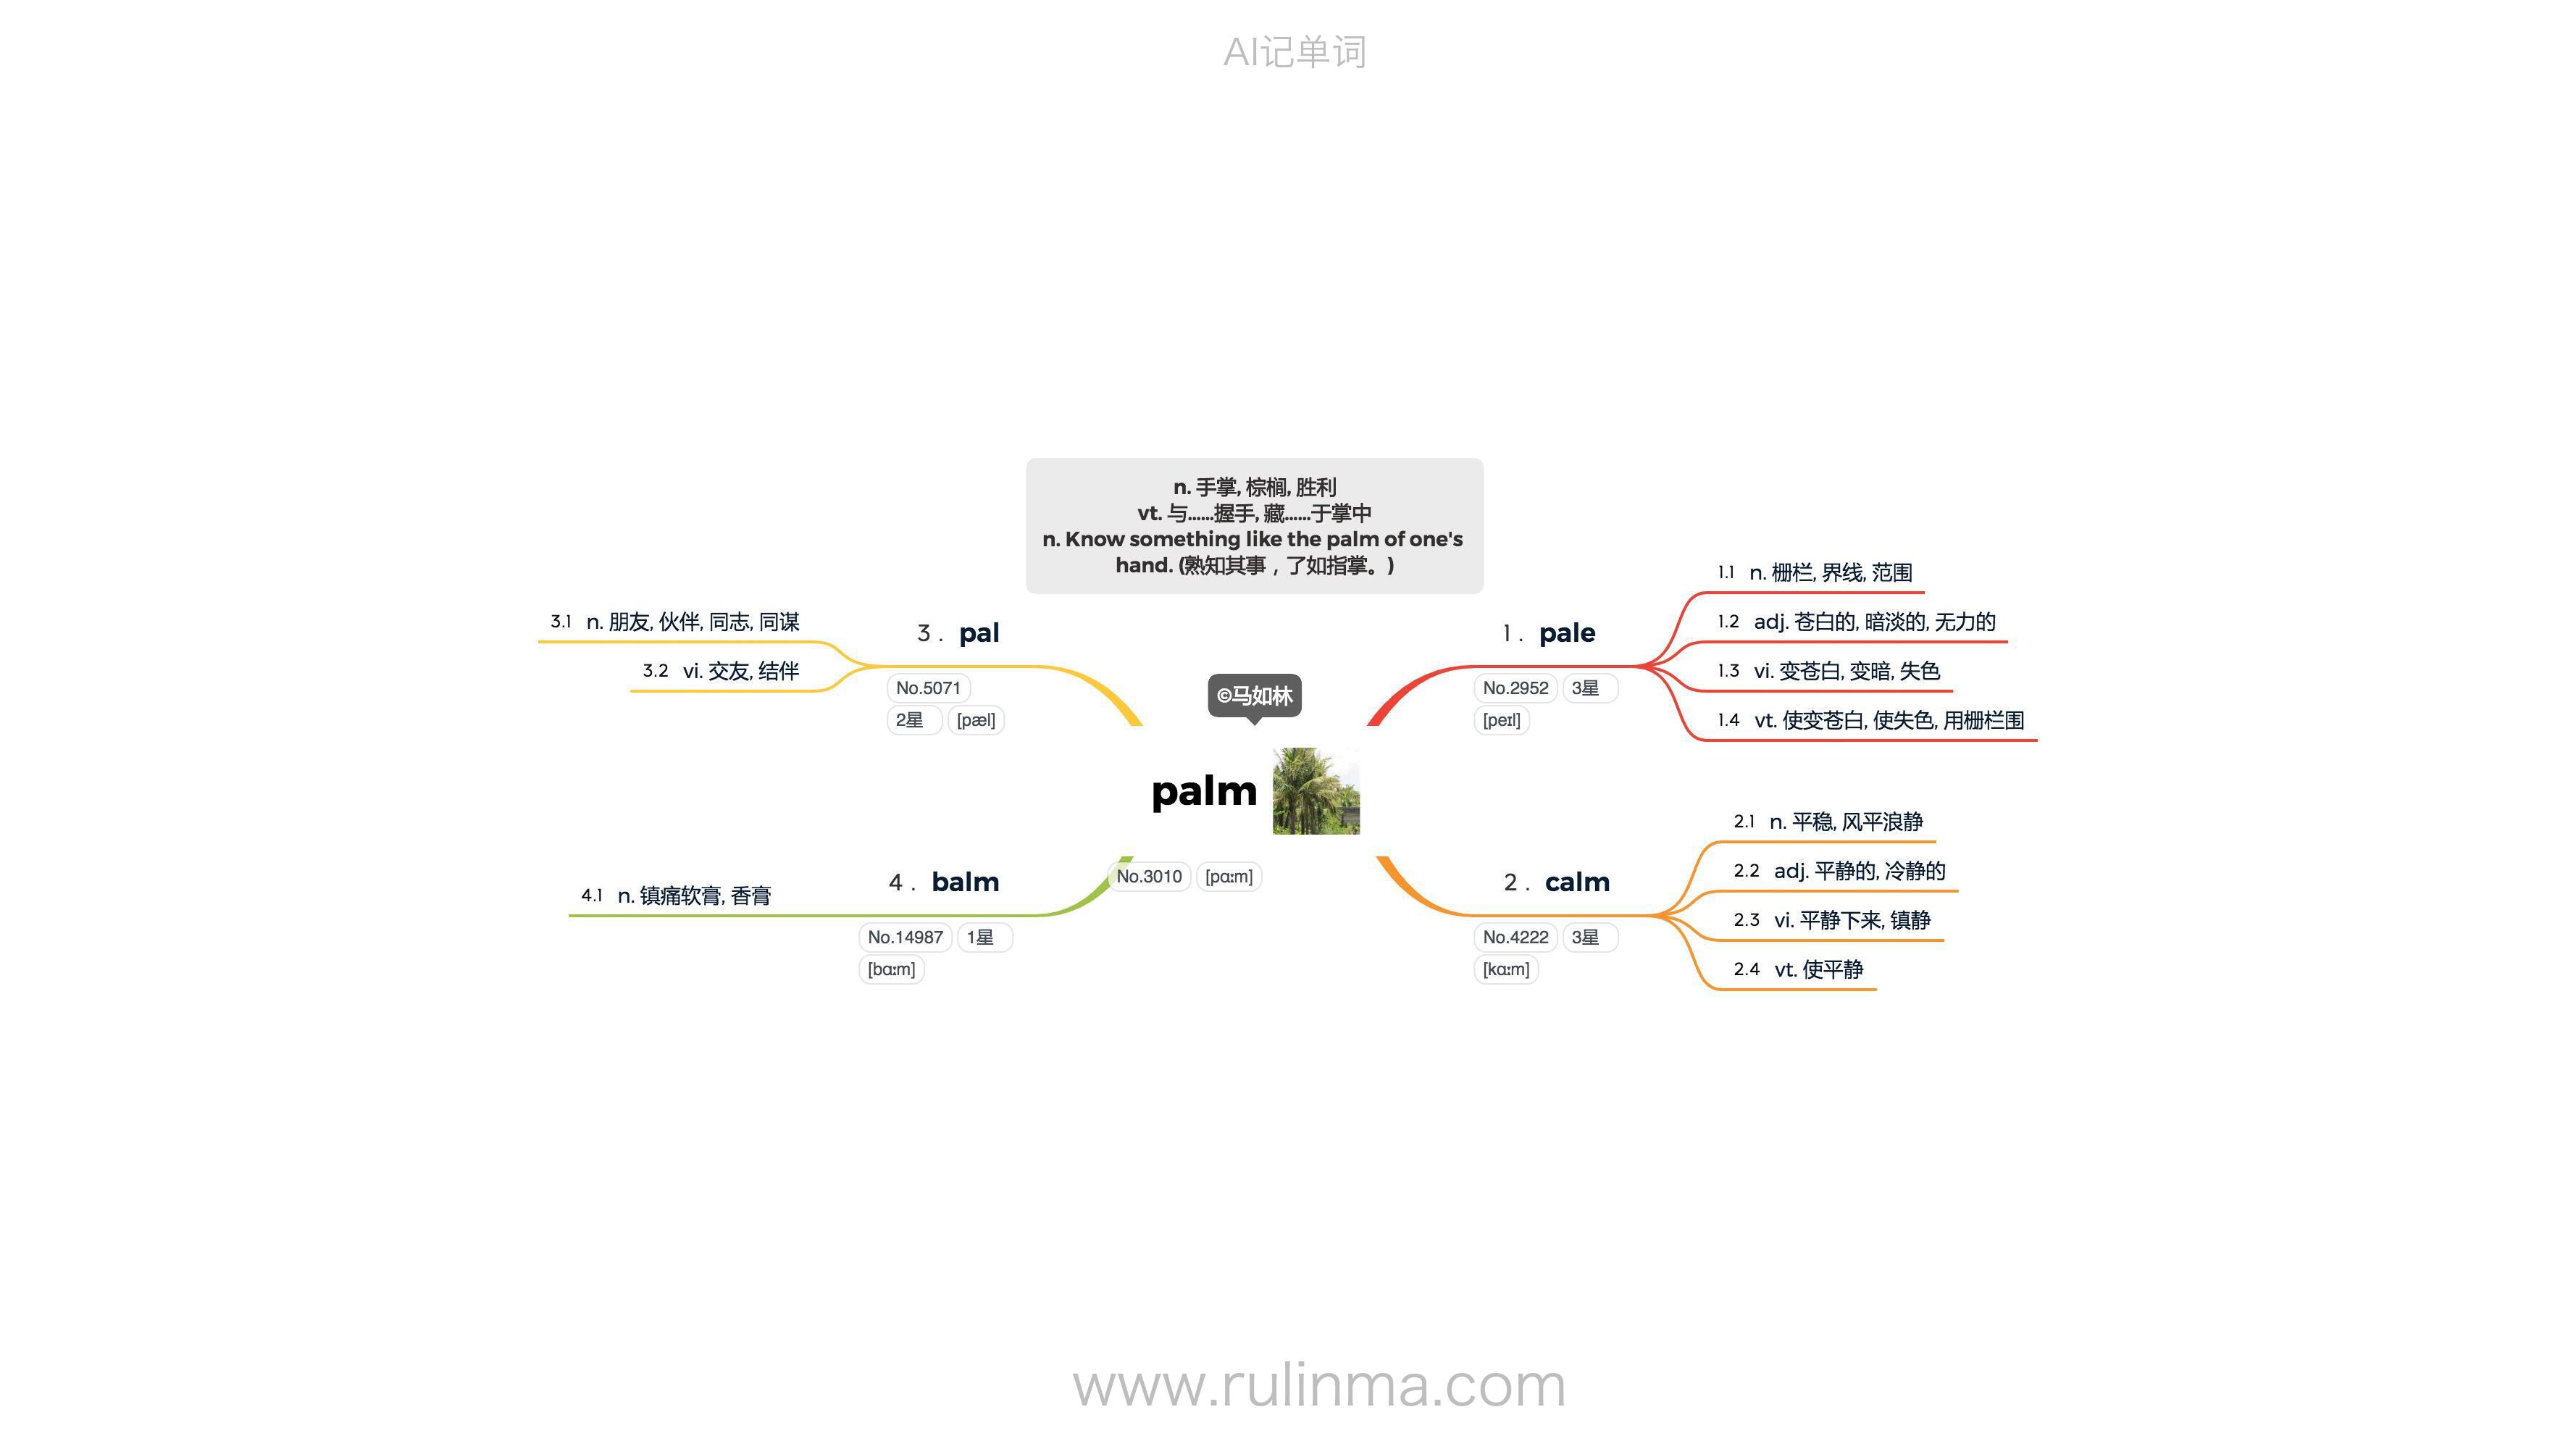 AI记单词
n. 手掌, 棕榈, 胜利
vt. 与......握手, 藏......于掌中
n. Know something like the palm of one's
hand. (熟知其事，了如指掌。)
©马如林
palm
No.3010 [pɑːm]
1. pale
No.2952 3星
[peɪl]
1.1 n. 栅栏, 界线, 范围
1.2 adj. 苍白的, 暗淡的, 无力的
1.3 vi. 变苍白, 变暗, 失色
1.4 vt. 使变苍白, 使失色, 用栅栏围
2. calm
No.4222 3星
[kɑːm]
2.1 n. 平稳, 风平浪静
2.2 adj. 平静的, 冷静的
2.3 vi. 平静下来, 镇静
2.4 vt. 使平静
3. pal
No.5071
2星 [pæl]
3.1 n. 朋友, 伙伴, 同志, 同谋
3.2 vi. 交友, 结伴
4. balm
No.14987 1星
[bɑːm]
4.1 n. 镇痛软膏, 香膏
www.rulinma.com